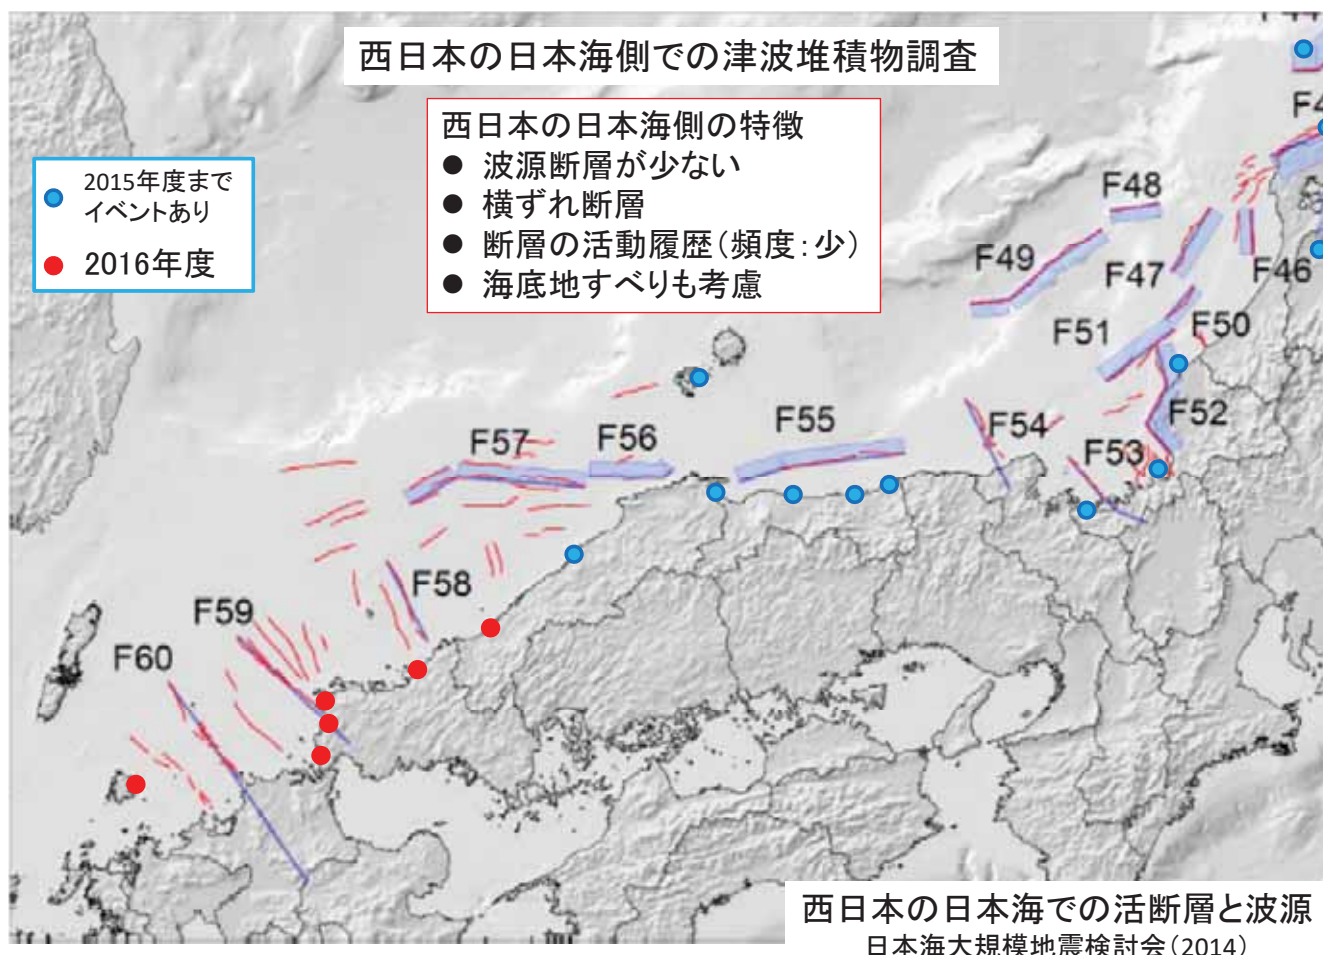 西日本の日本海側での津波堆積物調査
西日本の日本海側の特徴
● 波源断層が少ない
● 横ずれ断層
● 断層の活動履歴（頻度：少）
● 海底地すべりも考慮
2015年度まで
イベントあり
2016年度
F48
F49
F47
F46
F51
F50
F52
F54
F53
F55
F56
F57
F58
F59
F60
西日本の日本海での活断層と波源
日本海大規模地震検討会（2014）